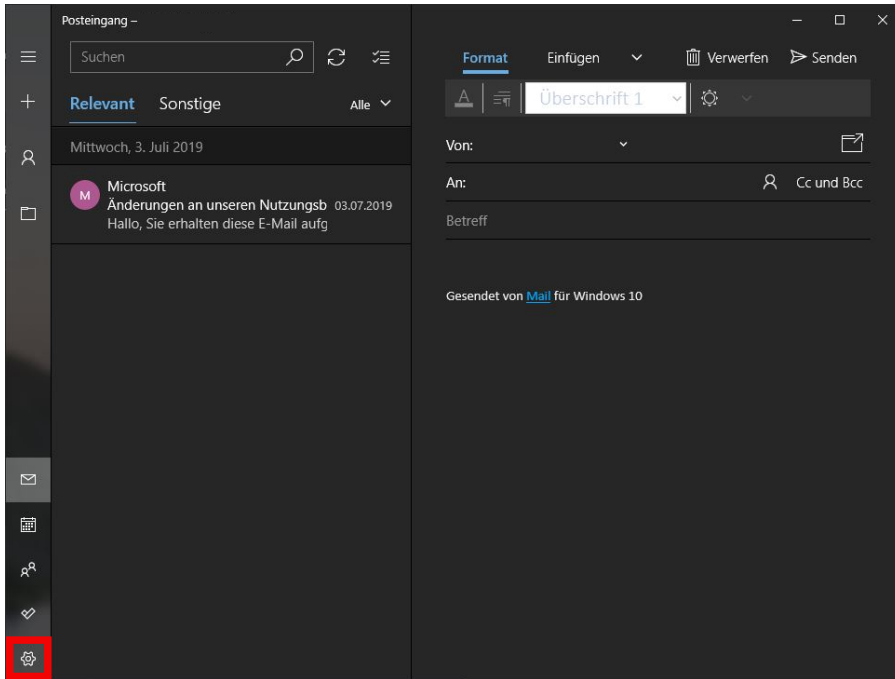 Posteingang –
Suchen
Relevant Sonstige Alle
Mittwoch, 3. Juli 2019
M
Microsoft
Änderungen an unseren Nutzungsb 03.07.2019
Hallo, Sie erhalten diese E-Mail aufg
Format Einfügen Verwerfen Senden
A Überschrift 1
Von:
An: Cc und Bcc
Betreff
Gesendet von Mail für Windows 10